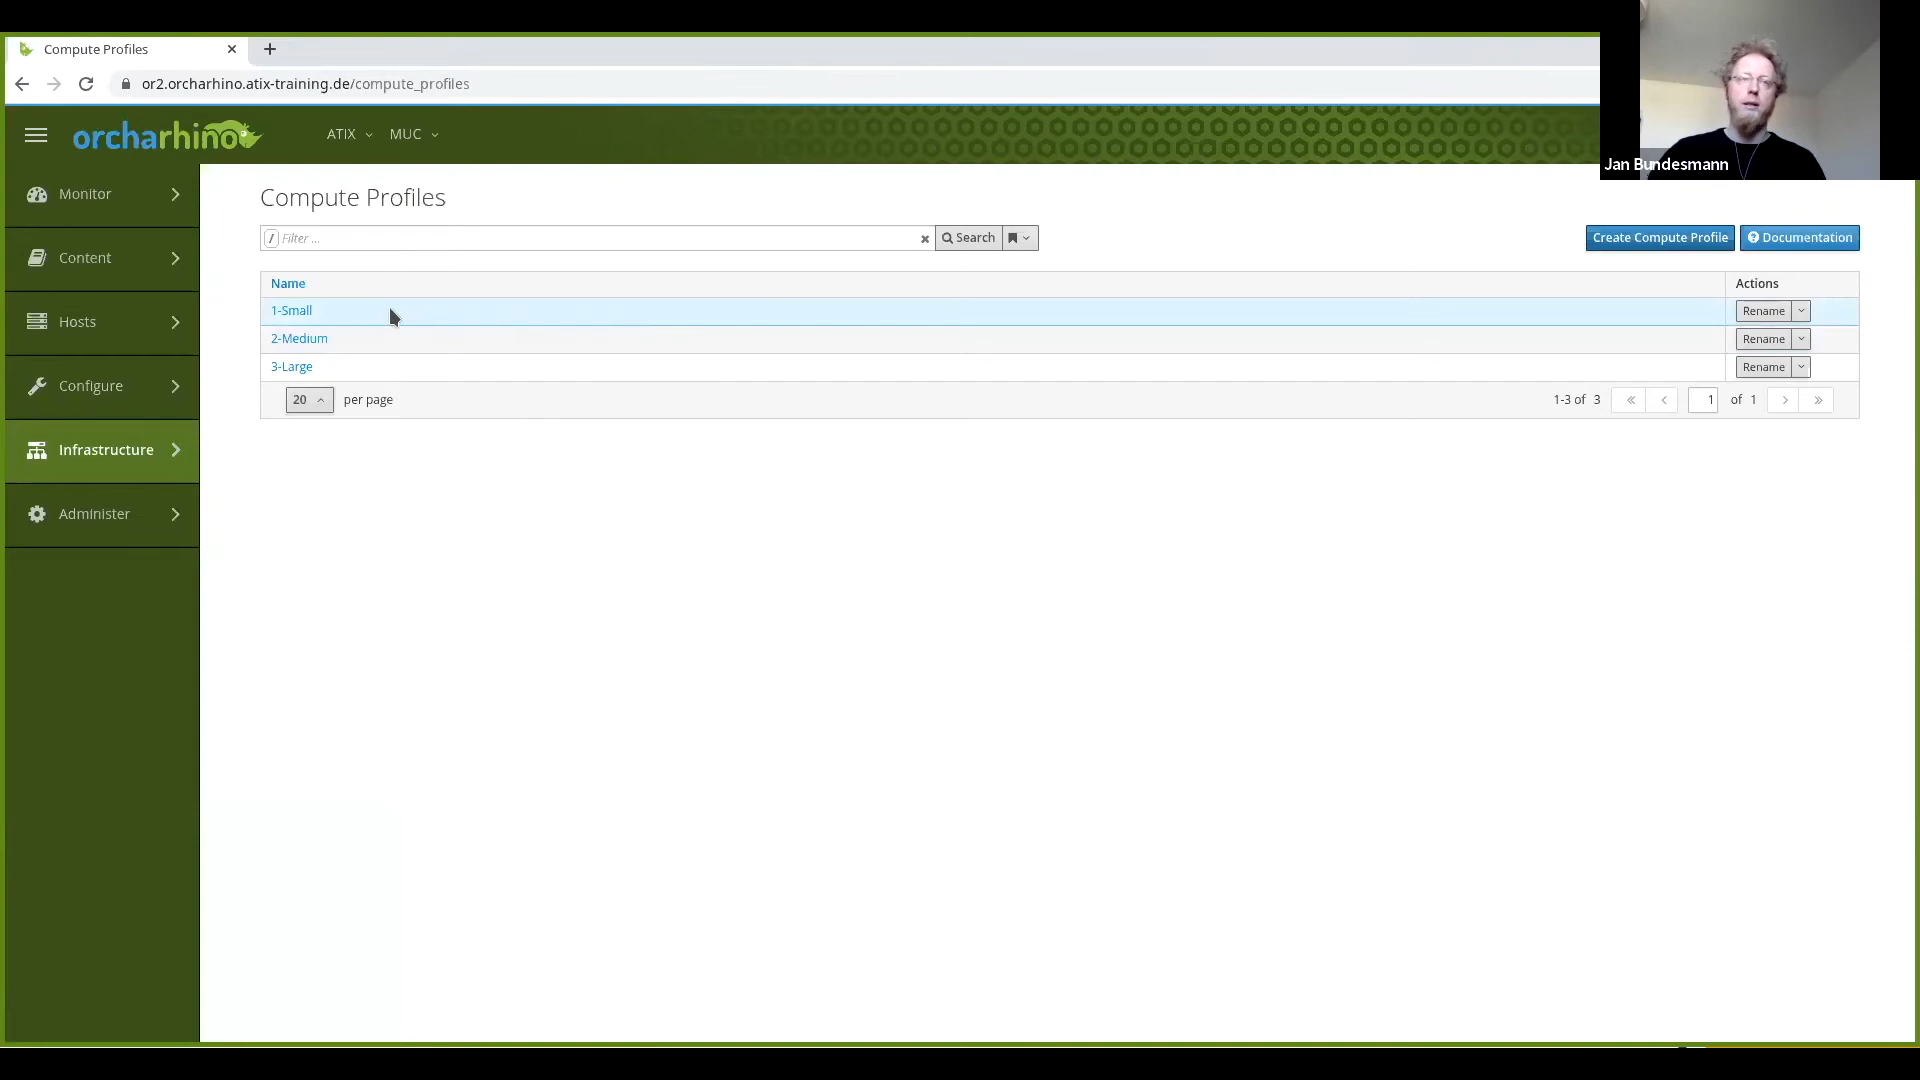 Compute Profiles
or2.orcharhino.atix-training.de/compute_profiles
Jan Bundesmann
orcharhino
ATIX
MUC
Monitor
Content
Hosts
Configure
Infrastructure
Administer
Compute Profiles
/ Filter ...
Search
Create Compute Profile
Documentation
Name
Actions
1-Small
Rename
2-Medium
Rename
3-Large
Rename
20 per page
1-3 of 3
1 of 1